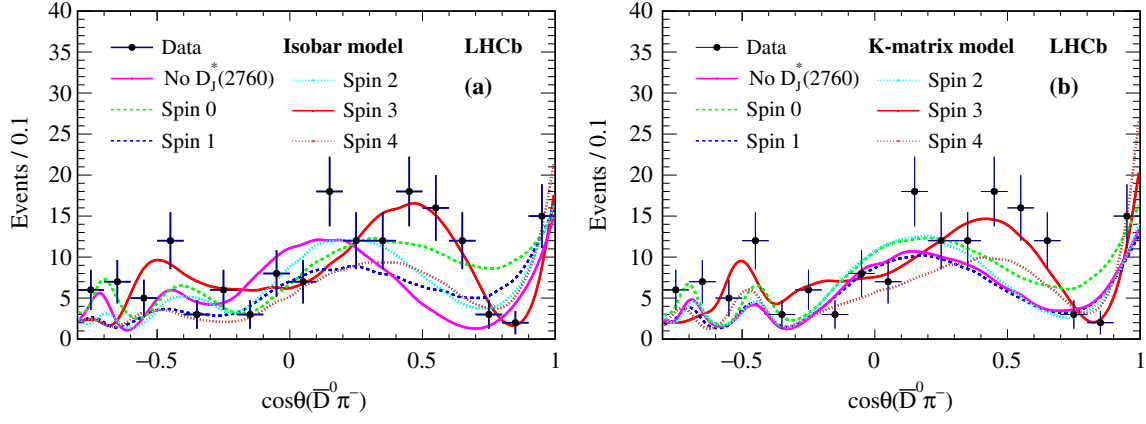 Events / 0.1
40
35
30
25
20
15
10
5
0
Data
No D*J(2760)
Spin 0
Spin 1
Isobar model
Spin 2
Spin 3
Spin 4
LHCb
(a)
−0.5 0 0.5 1
cosθ(D̅⁰π⁻)
Events / 0.1
40
35
30
25
20
15
10
5
0
Data
No D*J(2760)
Spin 0
Spin 1
K-matrix model
Spin 2
Spin 3
Spin 4
LHCb
(b)
−0.5 0 0.5 1
cosθ(D̅⁰π⁻)